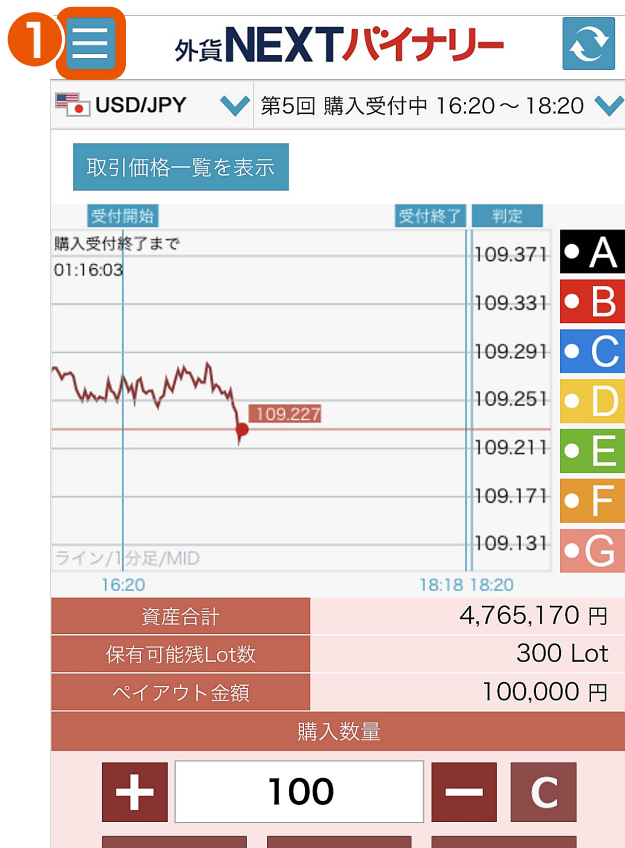 1
外貨NEXTバイナリー
USD/JPY 第5回 購入受付中 16:20～18:20
取引価格一覧を表示
受付開始 受付終了 判定
購入受付終了まで
01:16:03
109.371 A
109.331 B
109.291 C
109.251 D
109.227
109.211 E
109.171 F
109.131 G
ライン/1分足/MID
16:20 18:18 18:20
資産合計 4,765,170 円
保有可能残Lot数 300 Lot
ペイアウト金額 100,000 円
購入数量
+ 100 − C